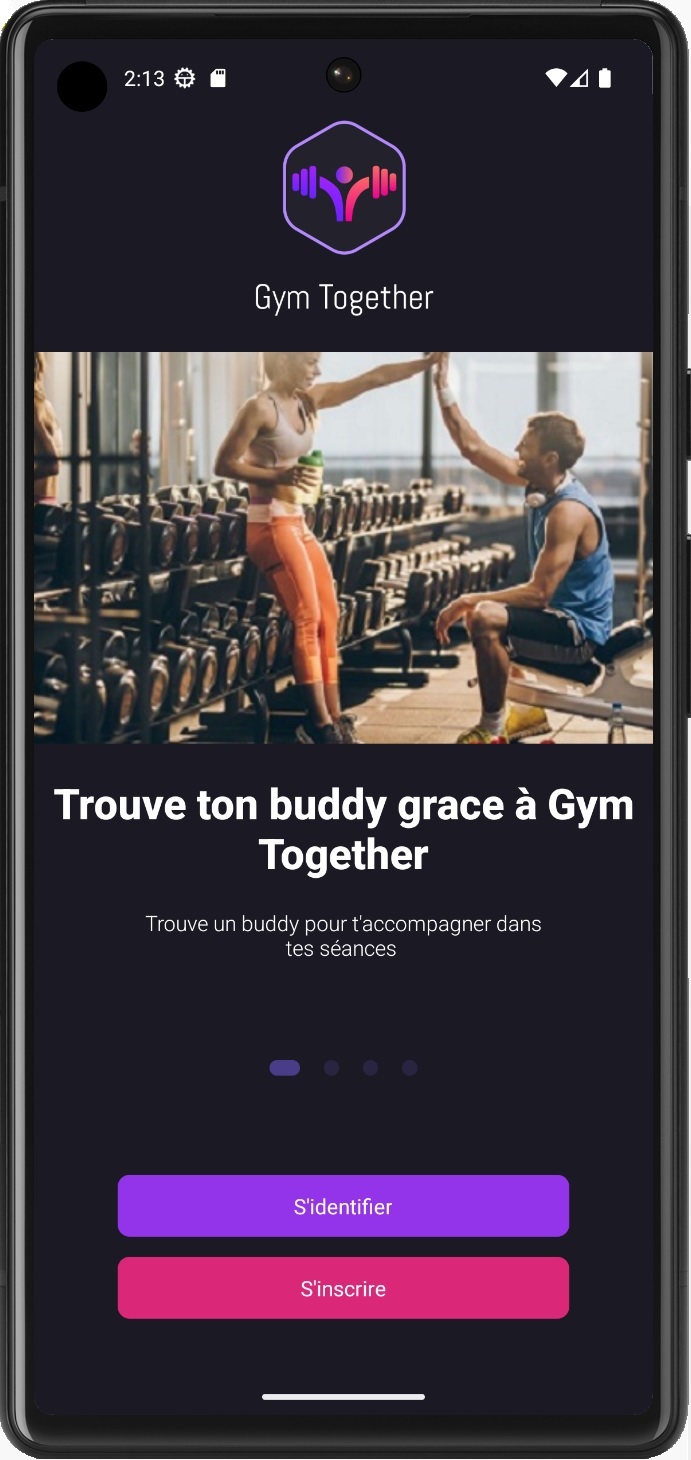 2:13
Gym Together
Trouve ton buddy grace à Gym
Together
Trouve un buddy pour t'accompagner dans
tes séances
S'identifier
S'inscrire